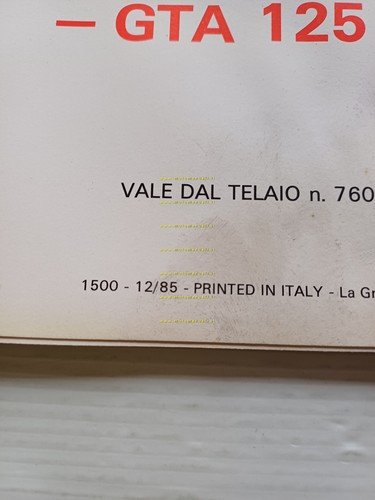 — GTA 125
VALE DAL TELAIO n. 760
1500 - 12/85 - PRINTED IN ITALY - La Gr